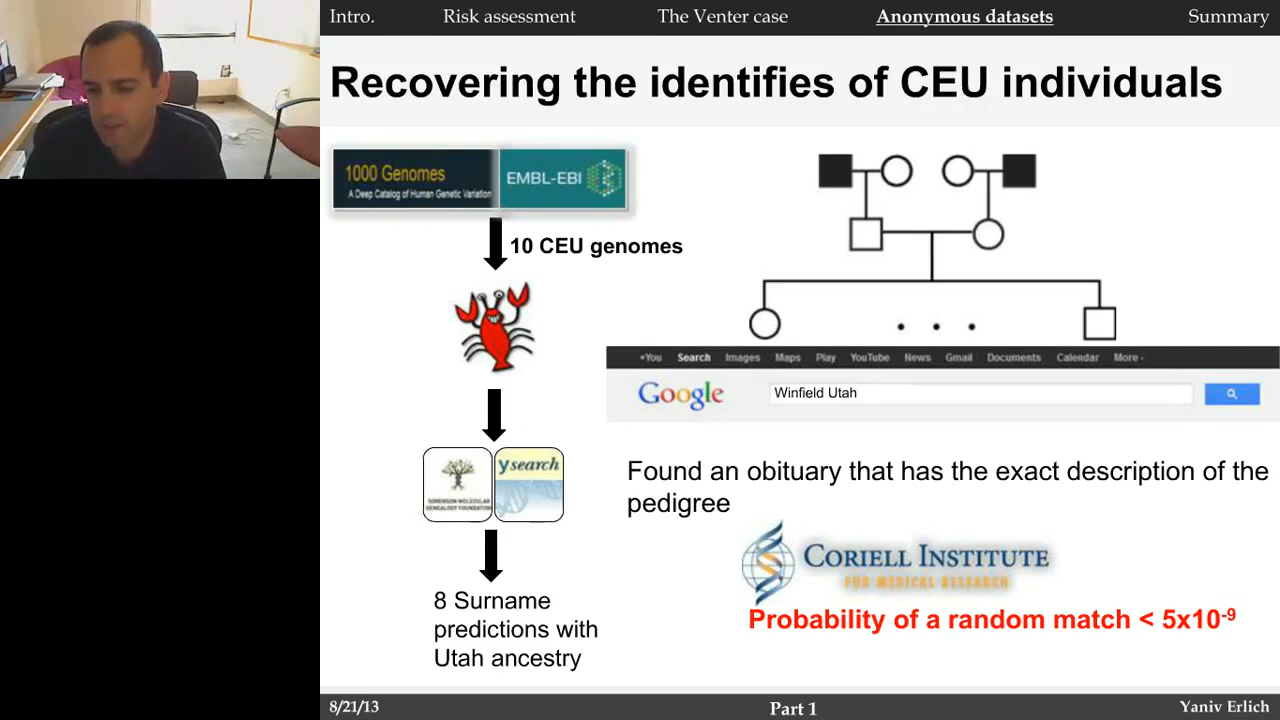 Intro. Risk assessment The Venter case Anonymous datasets Summary
Recovering the identifies of CEU individuals
1000 Genomes
A Deep Catalog of Human Genetic Variation
EMBL-EBI
10 CEU genomes
+You Search Images Maps Play YouTube News Gmail Documents Calendar More
Google
Winfield Utah
SORENSON MOLECULAR
GENEALOGY FOUNDATION
ysearch
Found an obituary that has the exact description of the
pedigree
CORIELL INSTITUTE
FOR MEDICAL RESEARCH
Probability of a random match < 5x10-9
8 Surname
predictions with
Utah ancestry
8/21/13 Part 1 Yaniv Erlich